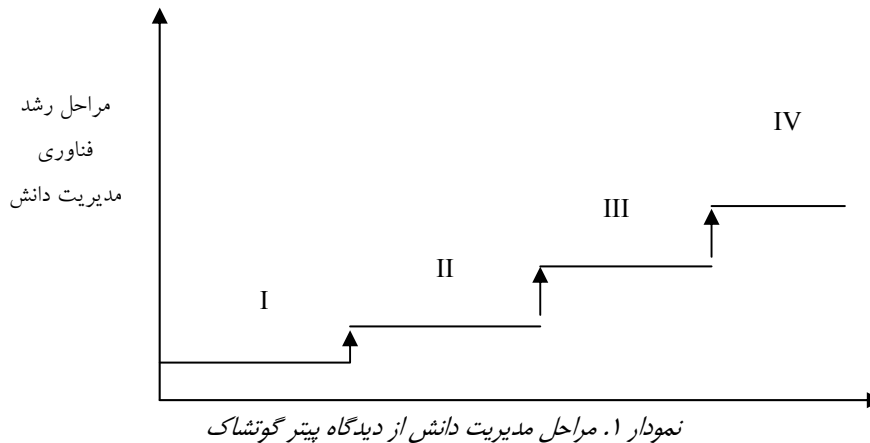 مراحل رشد
فناوری
مدیریت دانش
I
II
III
IV
نمودار ۱. مراحل مدیریت دانش از دیدگاه پیتر گوتشاک